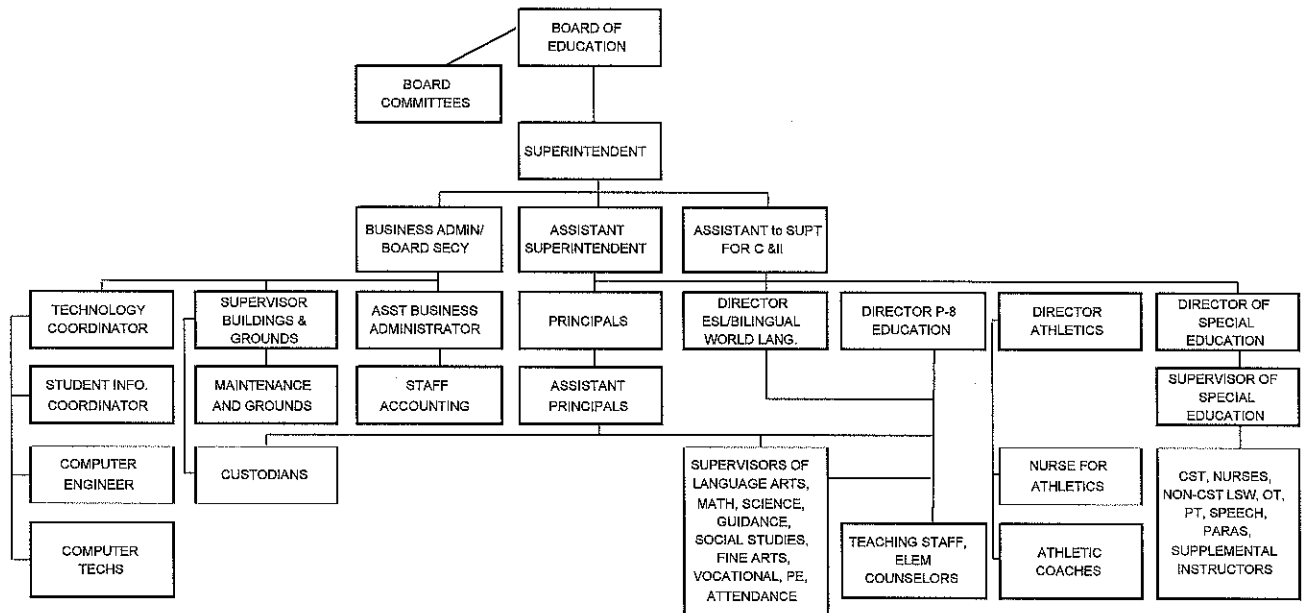 BOARD OF
EDUCATION
BOARD
COMMITTEES
SUPERINTENDENT
BUSINESS ADMIN/
BOARD SECY
ASSISTANT
SUPERINTENDENT
ASSISTANT to SUPT
FOR C &II
TECHNOLOGY
COORDINATOR
SUPERVISOR
BUILDINGS &
GROUNDS
ASST BUSINESS
ADMINISTRATOR
PRINCIPALS
DIRECTOR
ESL/BILINGUAL
WORLD LANG.
DIRECTOR P-8
EDUCATION
DIRECTOR
ATHLETICS
DIRECTOR OF
SPECIAL
EDUCATION
STUDENT INFO.
COORDINATOR
MAINTENANCE
AND GROUNDS
STAFF
ACCOUNTING
ASSISTANT
PRINCIPALS
SUPERVISOR OF
SPECIAL
EDUCATION
COMPUTER
ENGINEER
CUSTODIANS
SUPERVISORS OF
LANGUAGE ARTS,
MATH, SCIENCE,
GUIDANCE,
SOCIAL STUDIES,
FINE ARTS,
VOCATIONAL, PE,
ATTENDANCE
NURSE FOR
ATHLETICS
CST, NURSES,
NON-CST LSW, OT,
PT, SPEECH,
PARAS,
SUPPLEMENTAL
INSTRUCTORS
COMPUTER
TECHS
TEACHING STAFF,
ELEM
COUNSELORS
ATHLETIC
COACHES